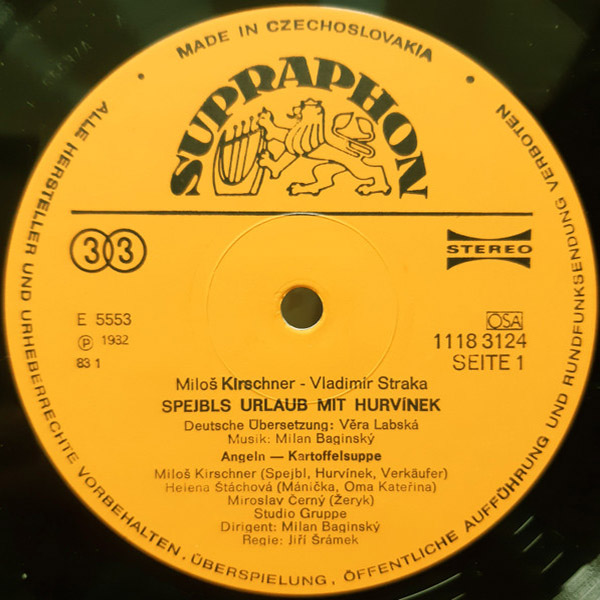 • MADE IN CZECHOSLOVAKIA •
SUPRAPHON
33
STEREO
E 5553
℗ 1982
83 1
OSA
1118 3124
SEITE 1
Miloš Kirschner - Vladimír Straka
SPEJBLS URLAUB MIT HURVÍNEK
Deutsche Übersetzung: Věra Labská
Musik: Milan Baginský
Angeln — Kartoffelsuppe
Miloš Kirschner (Spejbl, Hurvínek, Verkäufer)
Helena Štáchová (Mánička, Oma Kateřina)
Miroslav Černý (Žeryk)
Studio Gruppe
Dirigent: Milan Baginský
Regie: Jiří Šrámek
ALLE HERSTELLER UND URHEBERRECHTE VORBEHALTEN. ÜBERSPIELUNG, ÖFFENTLICHE AUFFÜHRUNG UND RUNDFUNKSENDUNG VERBOTEN